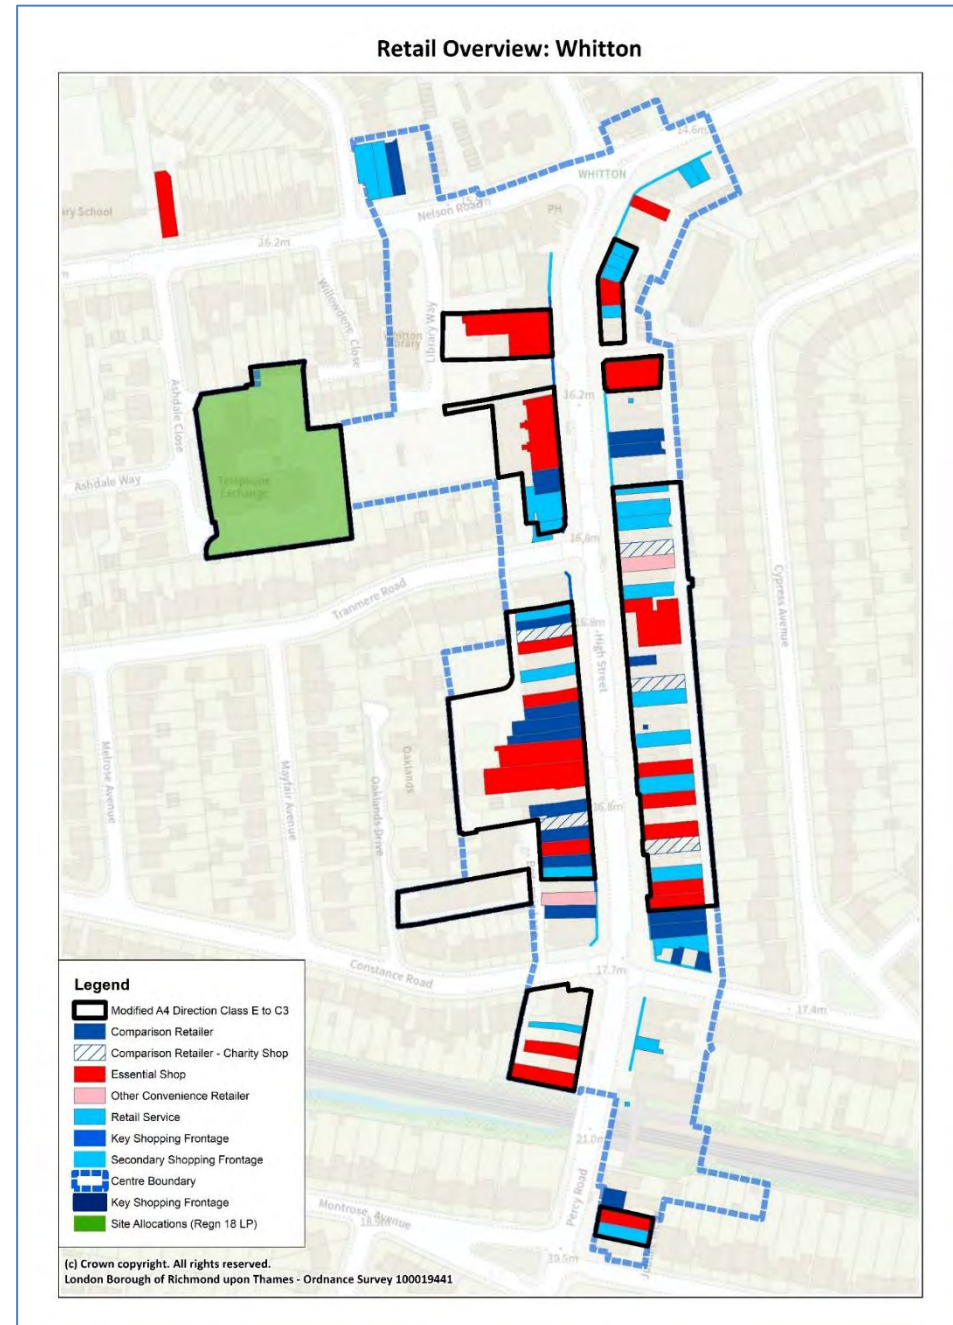 Retail Overview: Whitton
14.6m
WHITTON
ary School
Nelson Road
PH
16.2m
Willowdene Close
Library Way
Whitton
Library
16.2m
Ashdale Close
Telephone
Exchange
Ashdale Way
16.8m
Tranmere Road
Cypress Avenue
16.8m
High Street
Melrose Avenue
Mayfair Avenue
Oaklands
Oaklands Drive
16.8m
Constance Road
17.7m
17.4m
21.0m
Percy Road
Montrose Avenue
18.9m
19.5m
Legend
Modified A4 Direction Class E to C3
Comparison Retailer
Comparison Retailer - Charity Shop
Essential Shop
Other Convenience Retailer
Retail Service
Key Shopping Frontage
Secondary Shopping Frontage
Centre Boundary
Key Shopping Frontage
Site Allocations (Regn 18 LP)
(c) Crown copyright. All rights reserved.
London Borough of Richmond upon Thames - Ordnance Survey 100019441